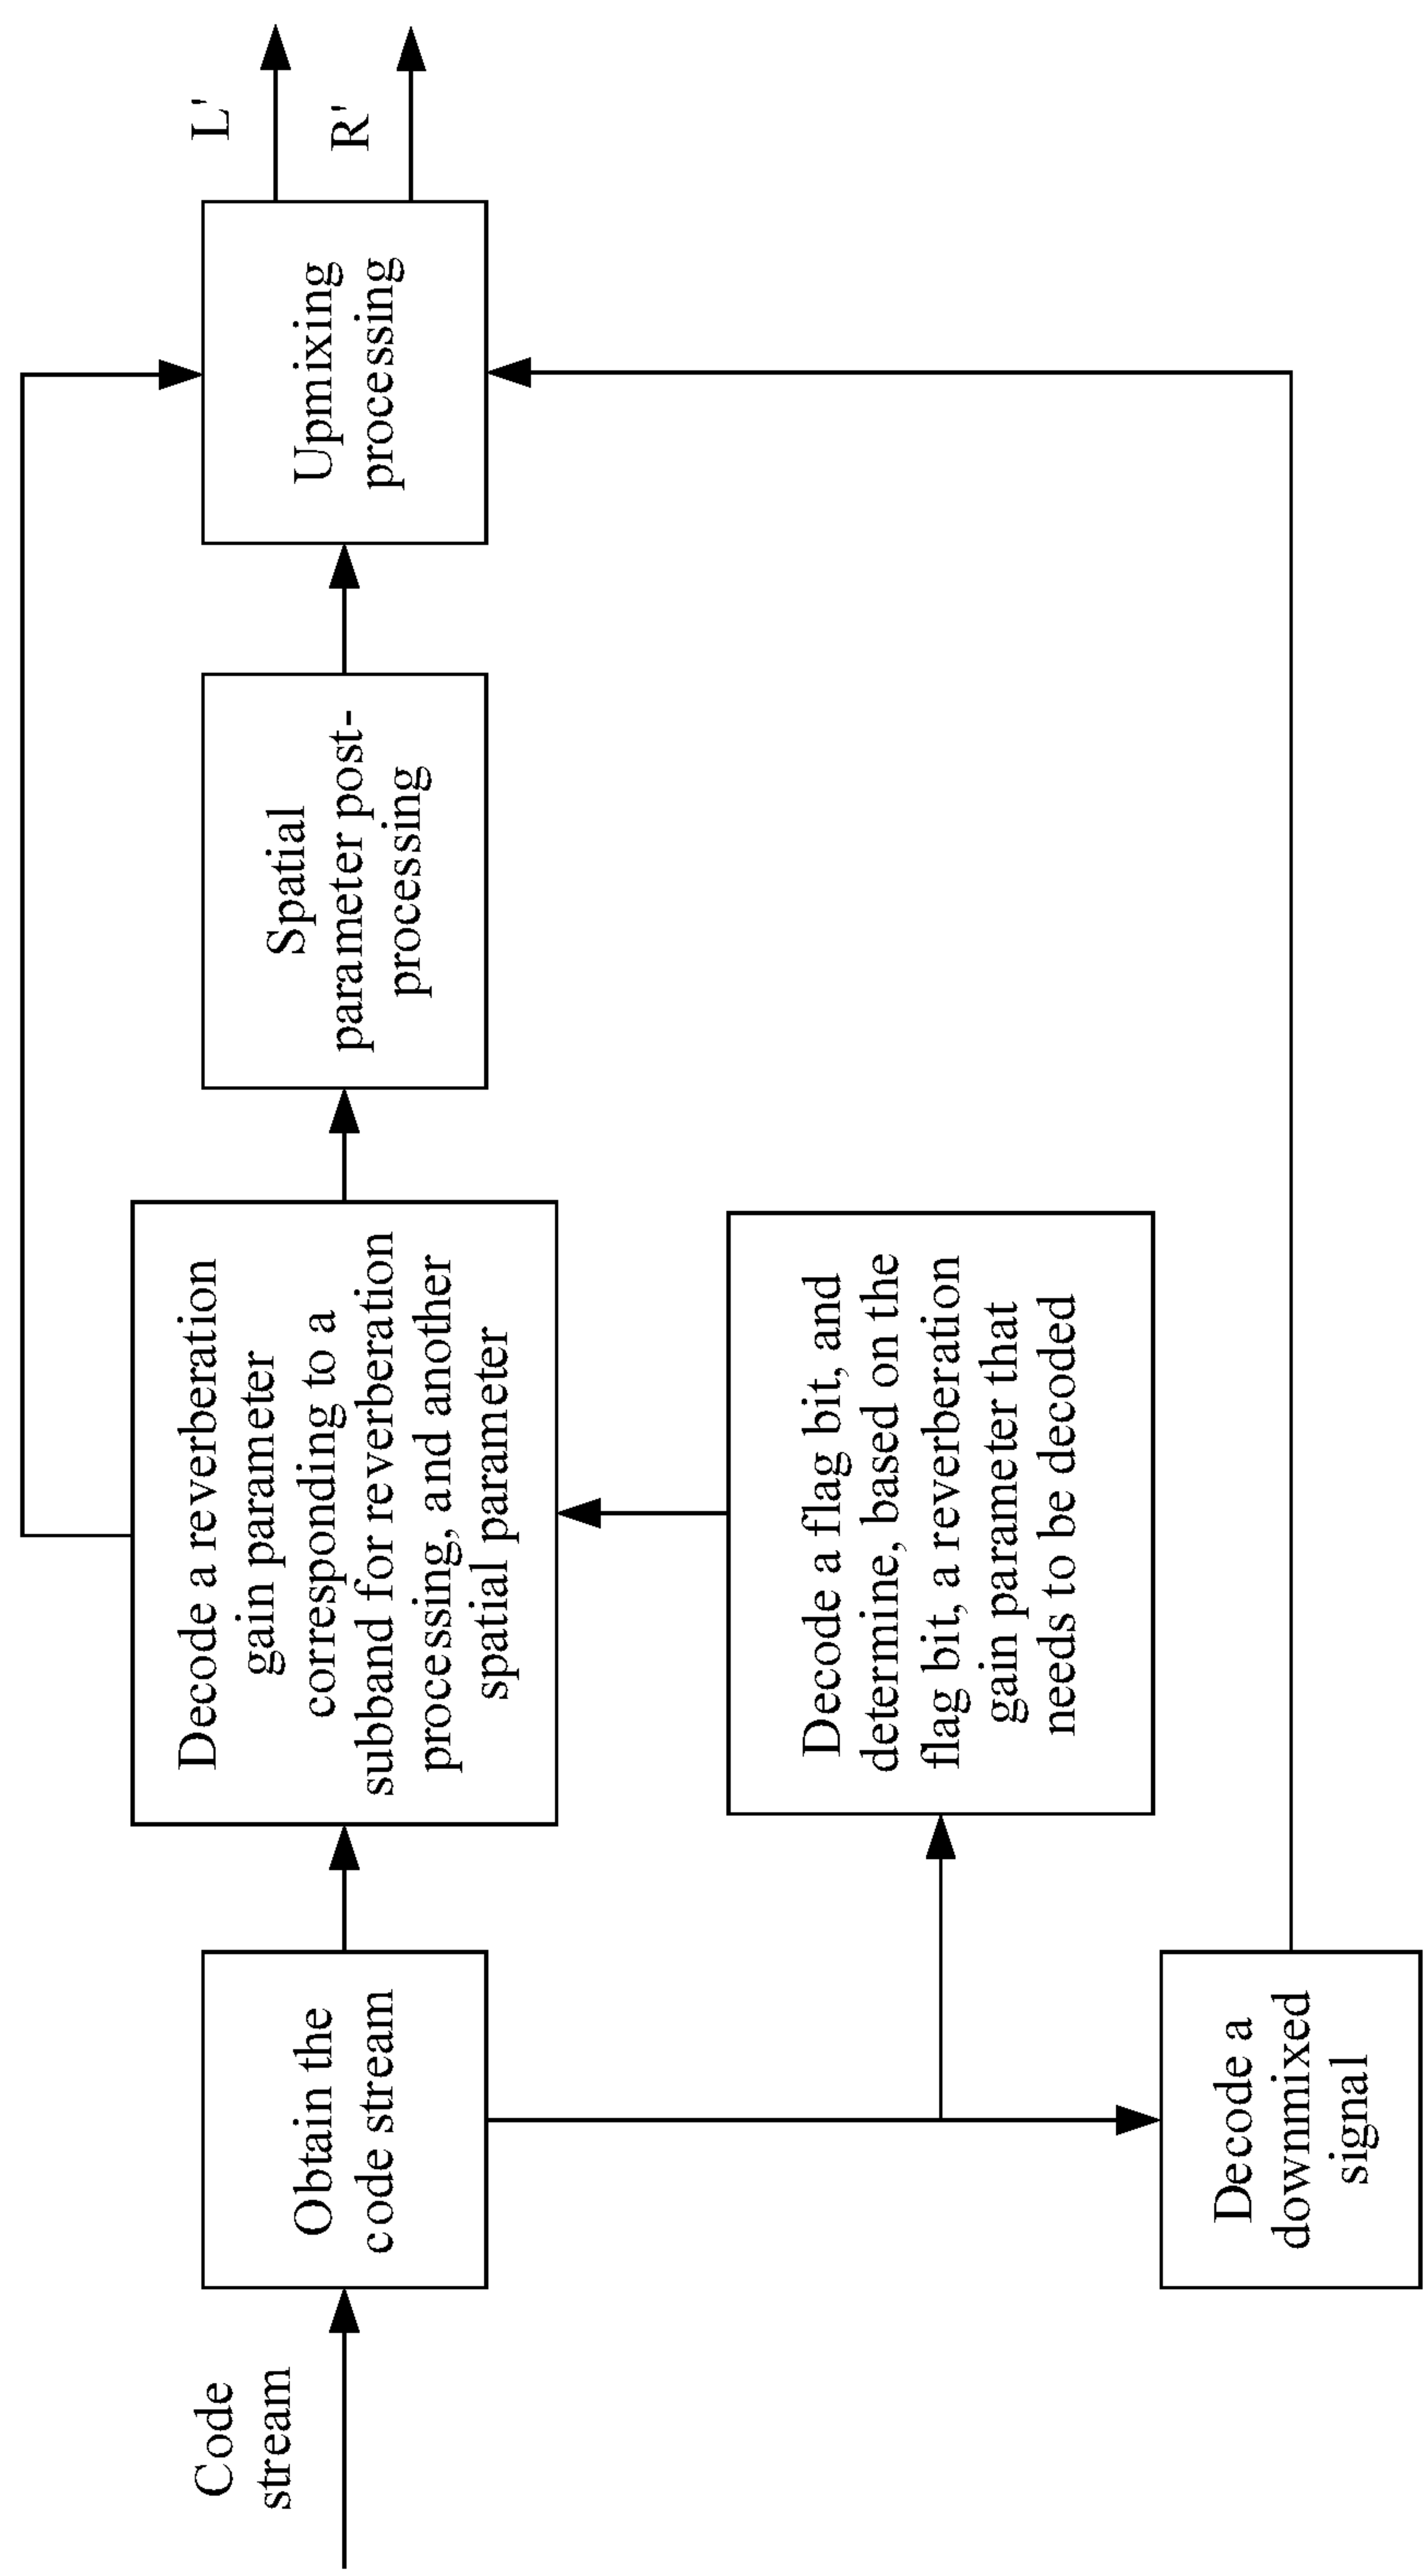 Code
stream
Obtain the
code stream
Decode a reverberation
gain parameter
corresponding to a
subband for reverberation
processing, and another
spatial parameter
Spatial
parameter post-
processing
Upmixing
processing
L'
R'
Decode a flag bit, and
determine, based on the
flag bit, a reverberation
gain parameter that
needs to be decoded
Decode a
downmixed
signal